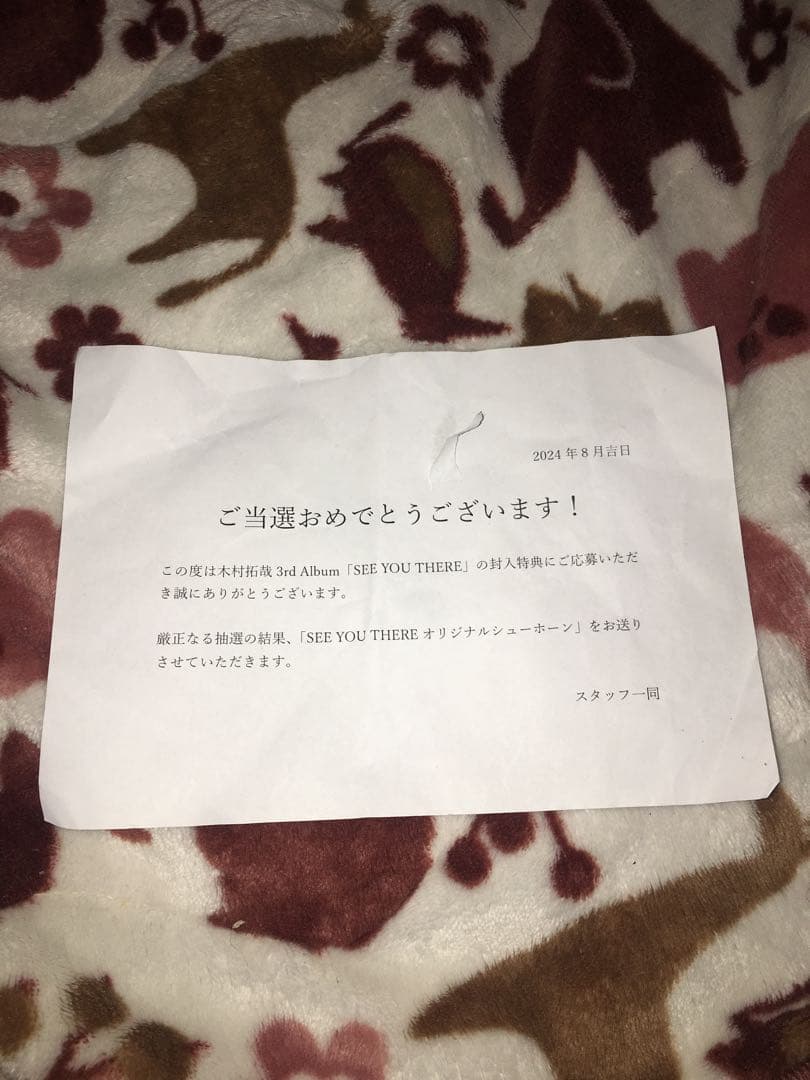 2024年8月吉日
ご当選おめでとうございます！
この度は木村拓哉 3rd Album「SEE YOU THERE」の封入特典にご応募いただ
き誠にありがとうございます。
厳正なる抽選の結果、「SEE YOU THERE オリジナルシューホーン」をお送り
させていただきます。
スタッフ一同